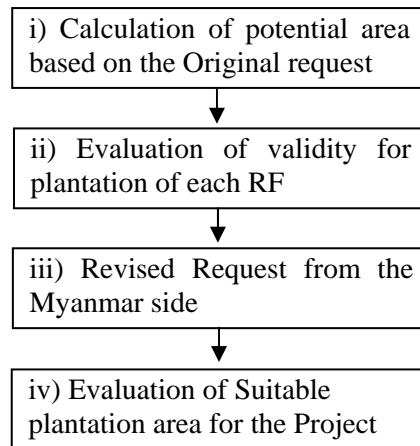 i) Calculation of potential area
based on the Original request
ii) Evaluation of validity for
plantation of each RF
iii) Revised Request from the
Myanmar side
iv) Evaluation of Suitable
plantation area for the Project